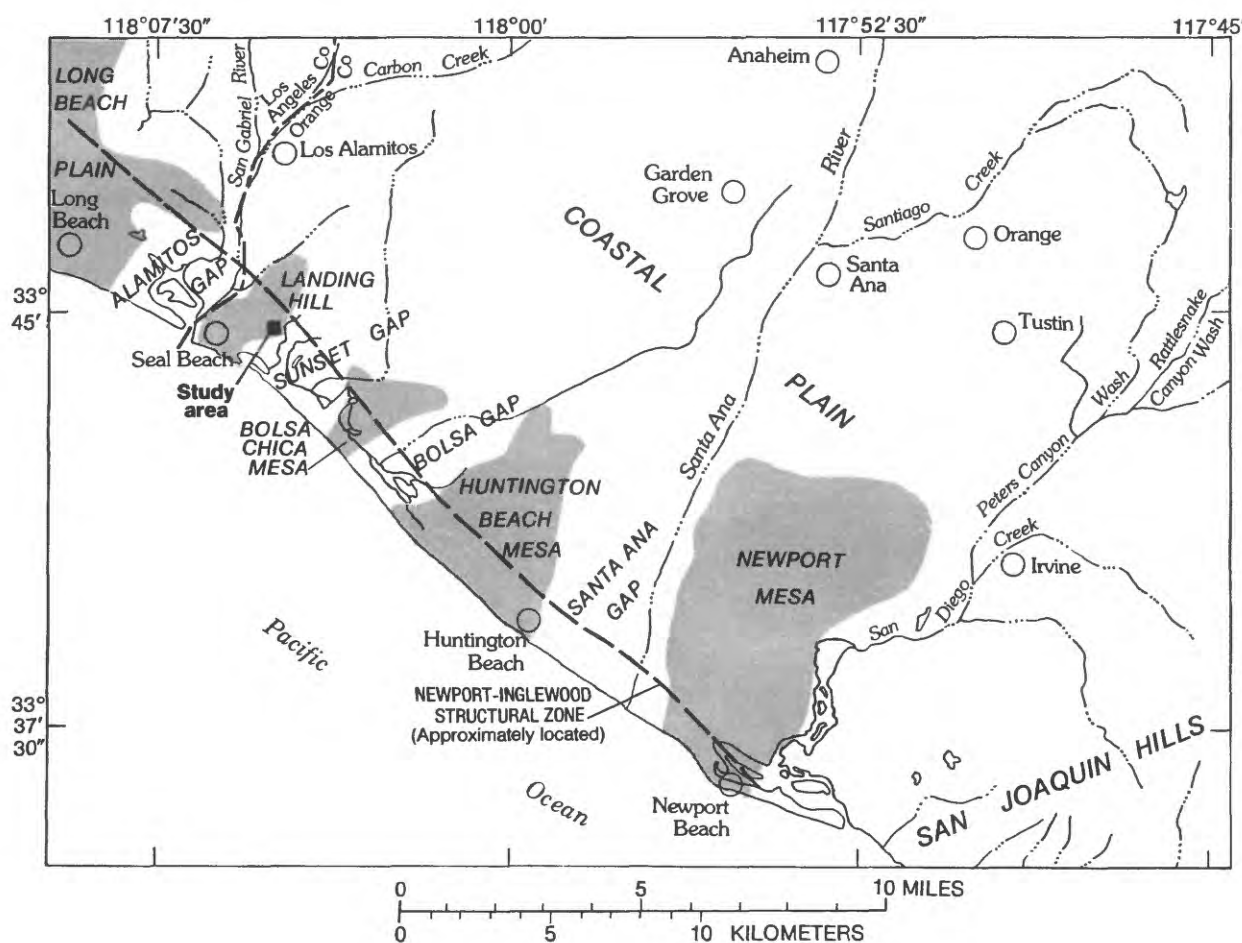 118°07'30"
118°00'
117°52'30"
117°45'
33°
45'
33°
37'
30"
LONG
BEACH
PLAIN
Long
Beach
San Gabriel River
Los Angeles Co
Orange Co
Carbon Creek
Los Alamitos
ALAMITOS
GAP
LANDING
HILL
Seal Beach
Study
area
SUNSET GAP
BOLSA
CHICA
MESA
BOLSA GAP
HUNTINGTON
BEACH
MESA
Huntington
Beach
SANTA ANA
GAP
COASTAL
PLAIN
Anaheim
Garden
Grove
Santa Ana River
Santiago Creek
Orange
Santa
Ana
Tustin
Rattlesnake
Canyon Wash
Peters Canyon Wash
NEWPORT
MESA
San Diego Creek
Irvine
Pacific
Ocean
NEWPORT-INGLEWOOD
STRUCTURAL ZONE
(Approximately located)
Newport
Beach
SAN JOAQUIN HILLS
0 5 10 MILES
0 5 10 KILOMETERS